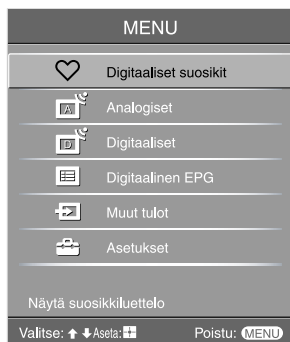 MENU
Digitaaliset suosikit
A Analogiset
D Digitaaliset
Digitaalinen EPG
Muut tulot
Asetukset
Näytä suosikkiluettelo
Valitse: Aseta: Poistu: MENU